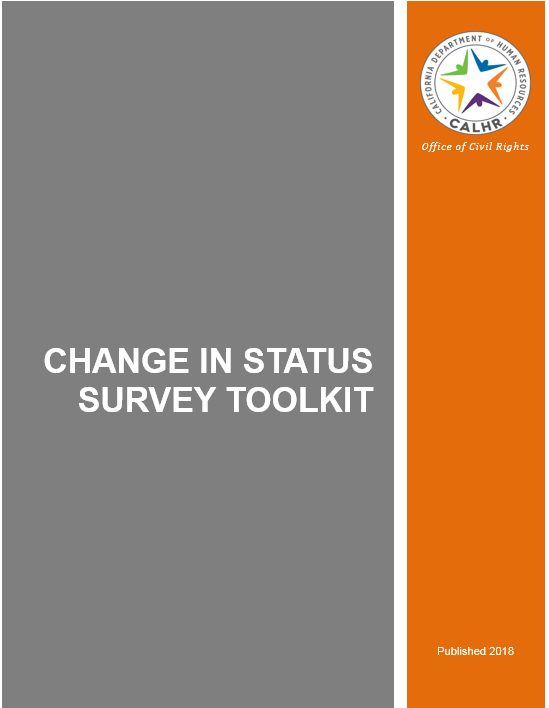 CALIFORNIA DEPARTMENT OF HUMAN RESOURCES
· CALHR ·
Office of Civil Rights
CHANGE IN STATUS
SURVEY TOOLKIT
Published 2018